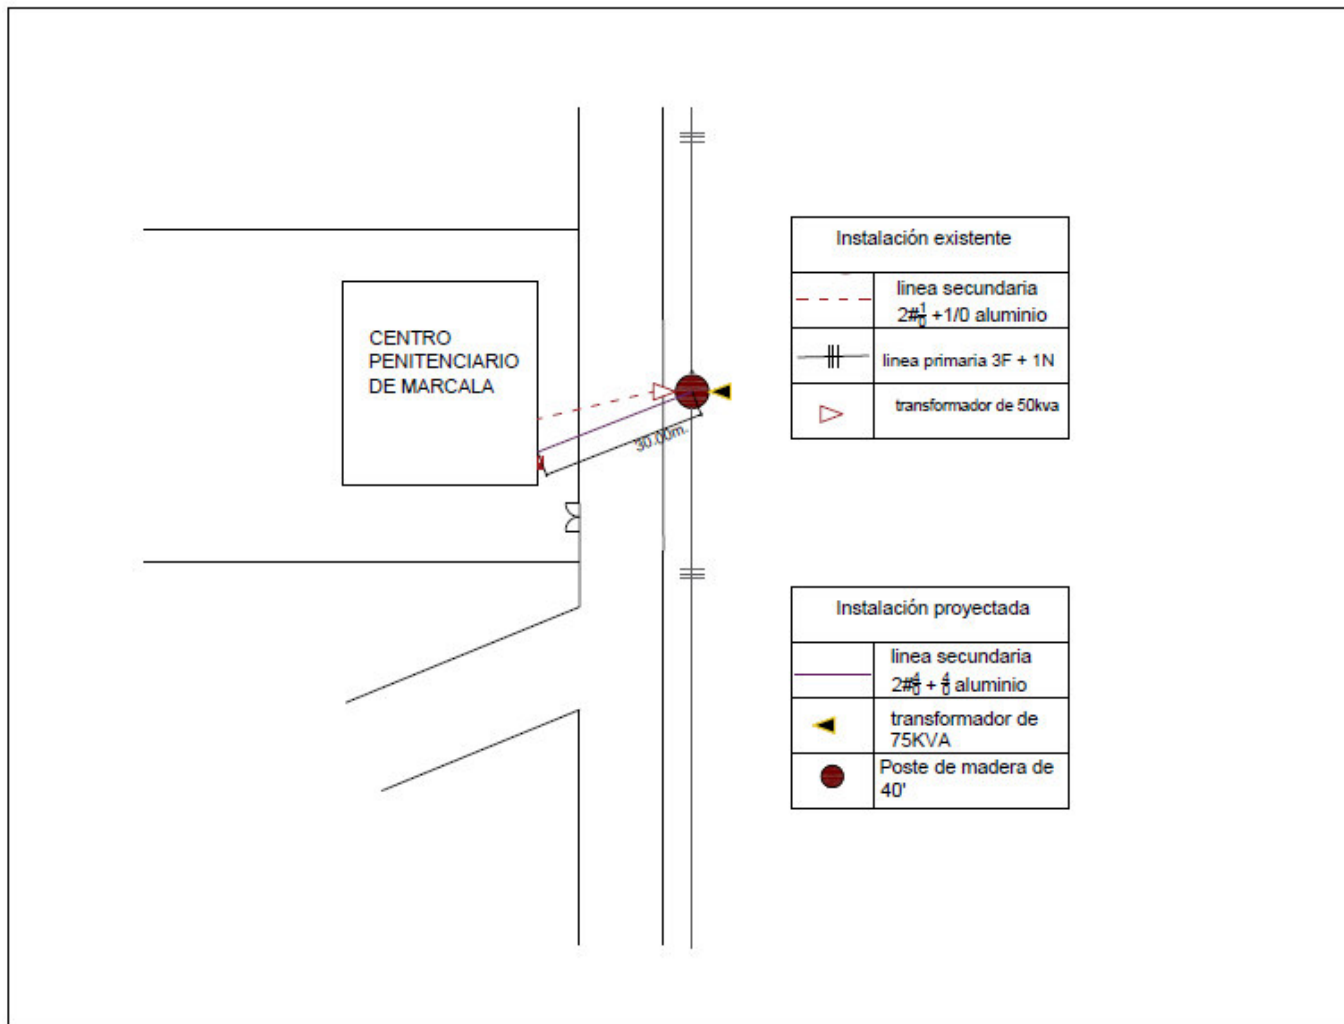 CENTRO
PENITENCIARIO
DE MARCALA
30.00m.
Instalación existente
linea secundaria
2#1/0 +1/0 aluminio
linea primaria 3F + 1N
transformador de 50kva
Instalación proyectada
linea secundaria
2#4/0 + 4/0 aluminio
transformador de
75KVA
Poste de madera de
40'